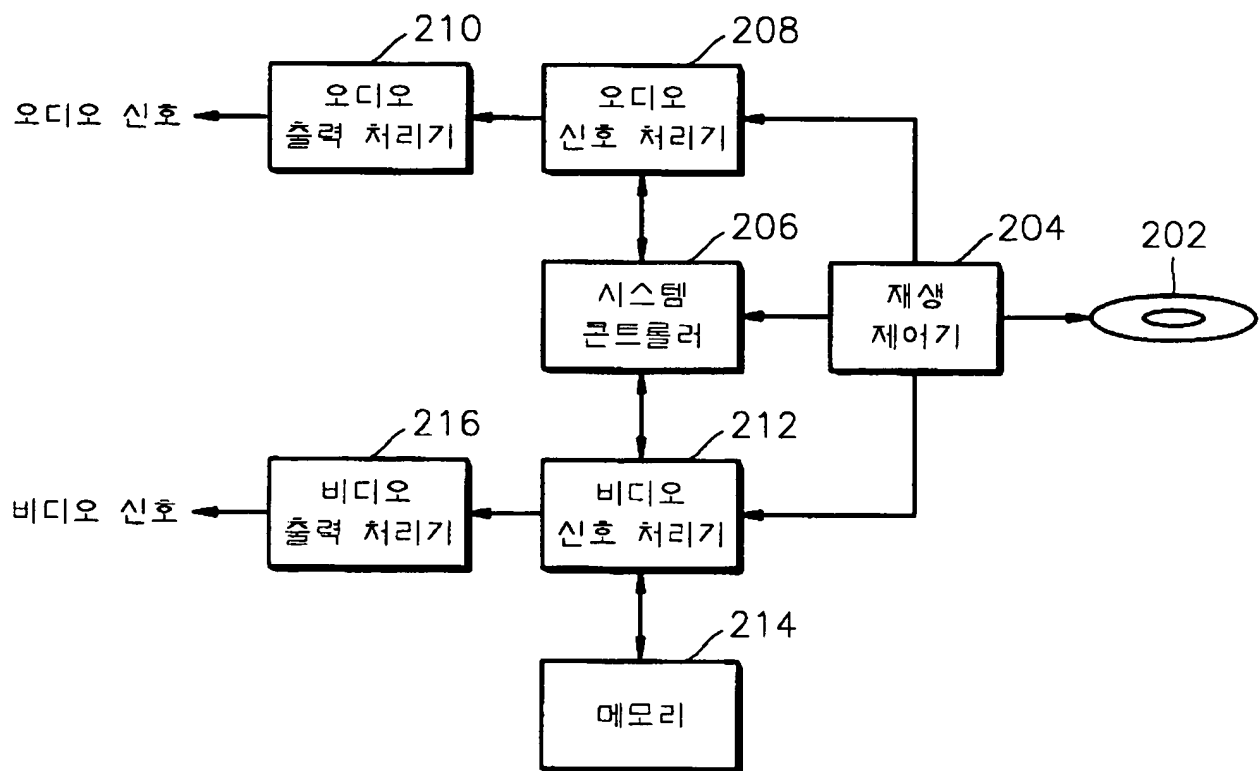 210
208
오디오 신호
오디오
출력 처리기
오디오
신호 처리기
206
204
202
시스템
콘트롤러
재생
제어기
216
212
비디오 신호
비디오
출력 처리기
비디오
신호 처리기
214
메모리